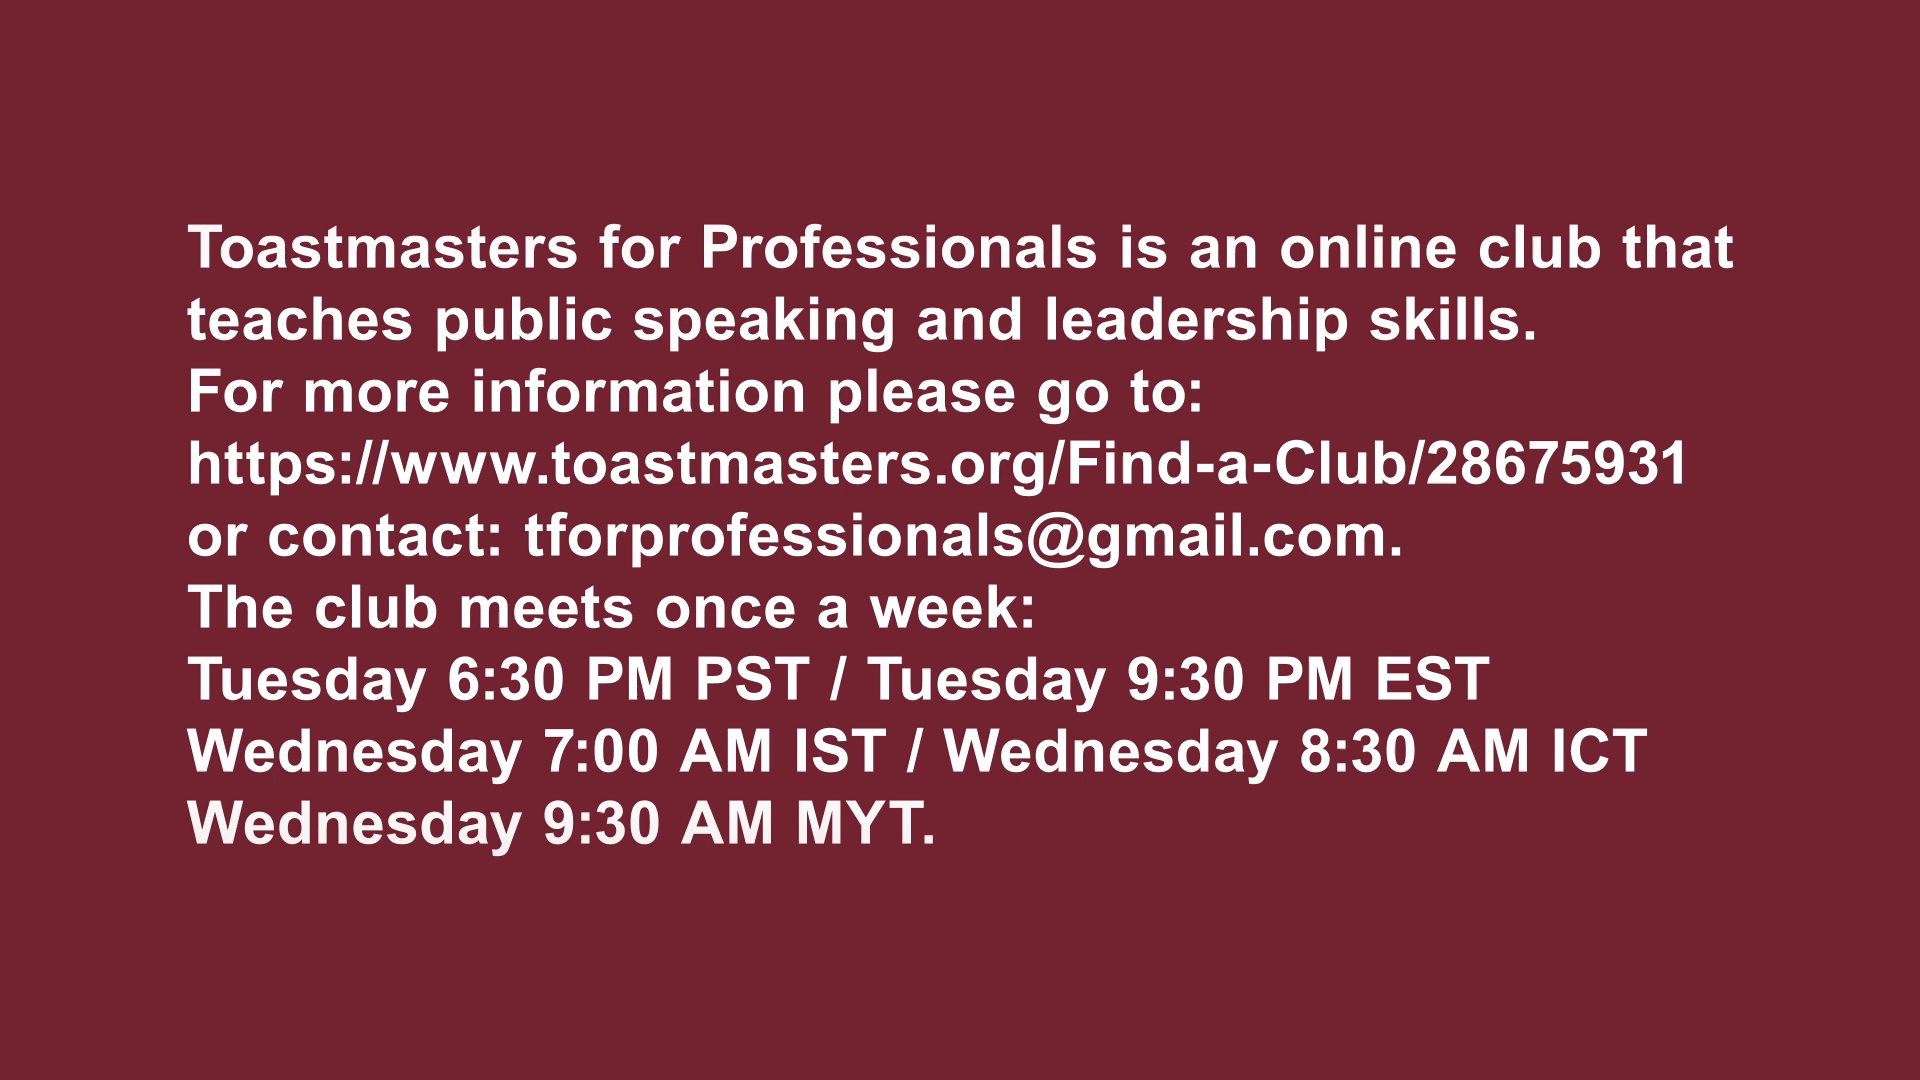 Toastmasters for Professionals is an online club that
teaches public speaking and leadership skills.
For more information please go to:
https://www.toastmasters.org/Find-a-Club/28675931
or contact: tforprofessionals@gmail.com.
The club meets once a week:
Tuesday 6:30 PM PST / Tuesday 9:30 PM EST
Wednesday 7:00 AM IST / Wednesday 8:30 AM ICT
Wednesday 9:30 AM MYT.